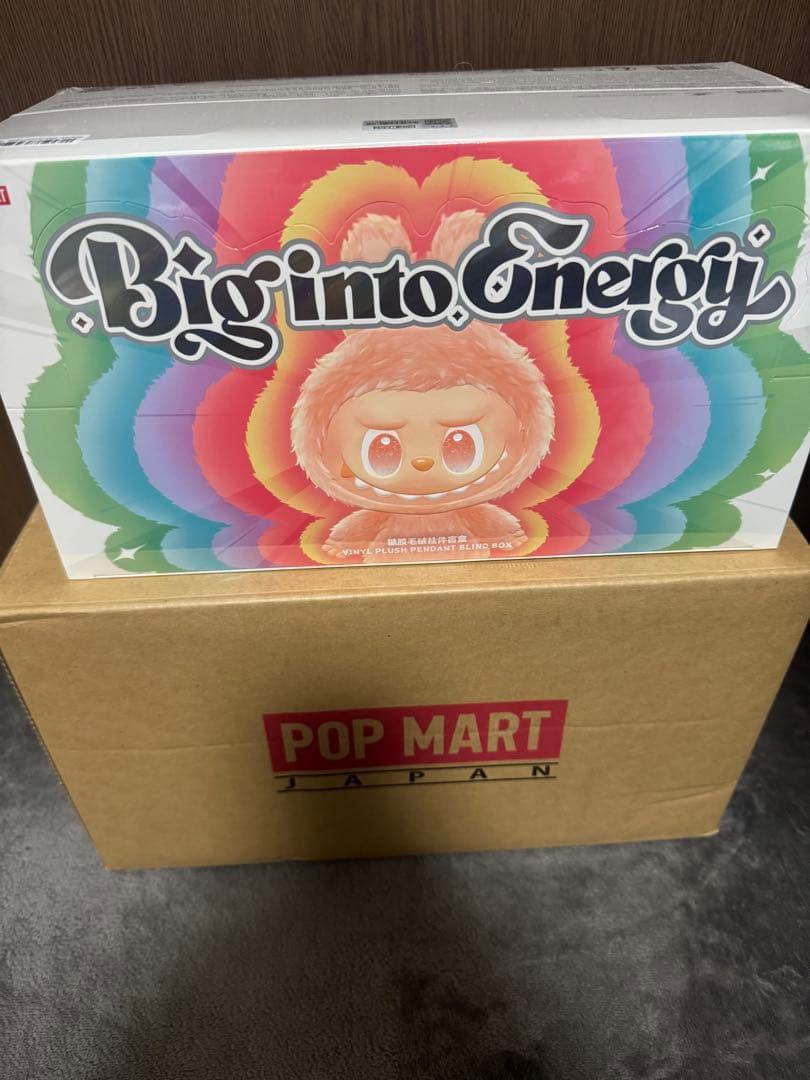 RT
Big into Energy
搪胶毛绒挂件盲盒
VINYL PLUSH PENDANT BLIND BOX
POP MART
JAPAN